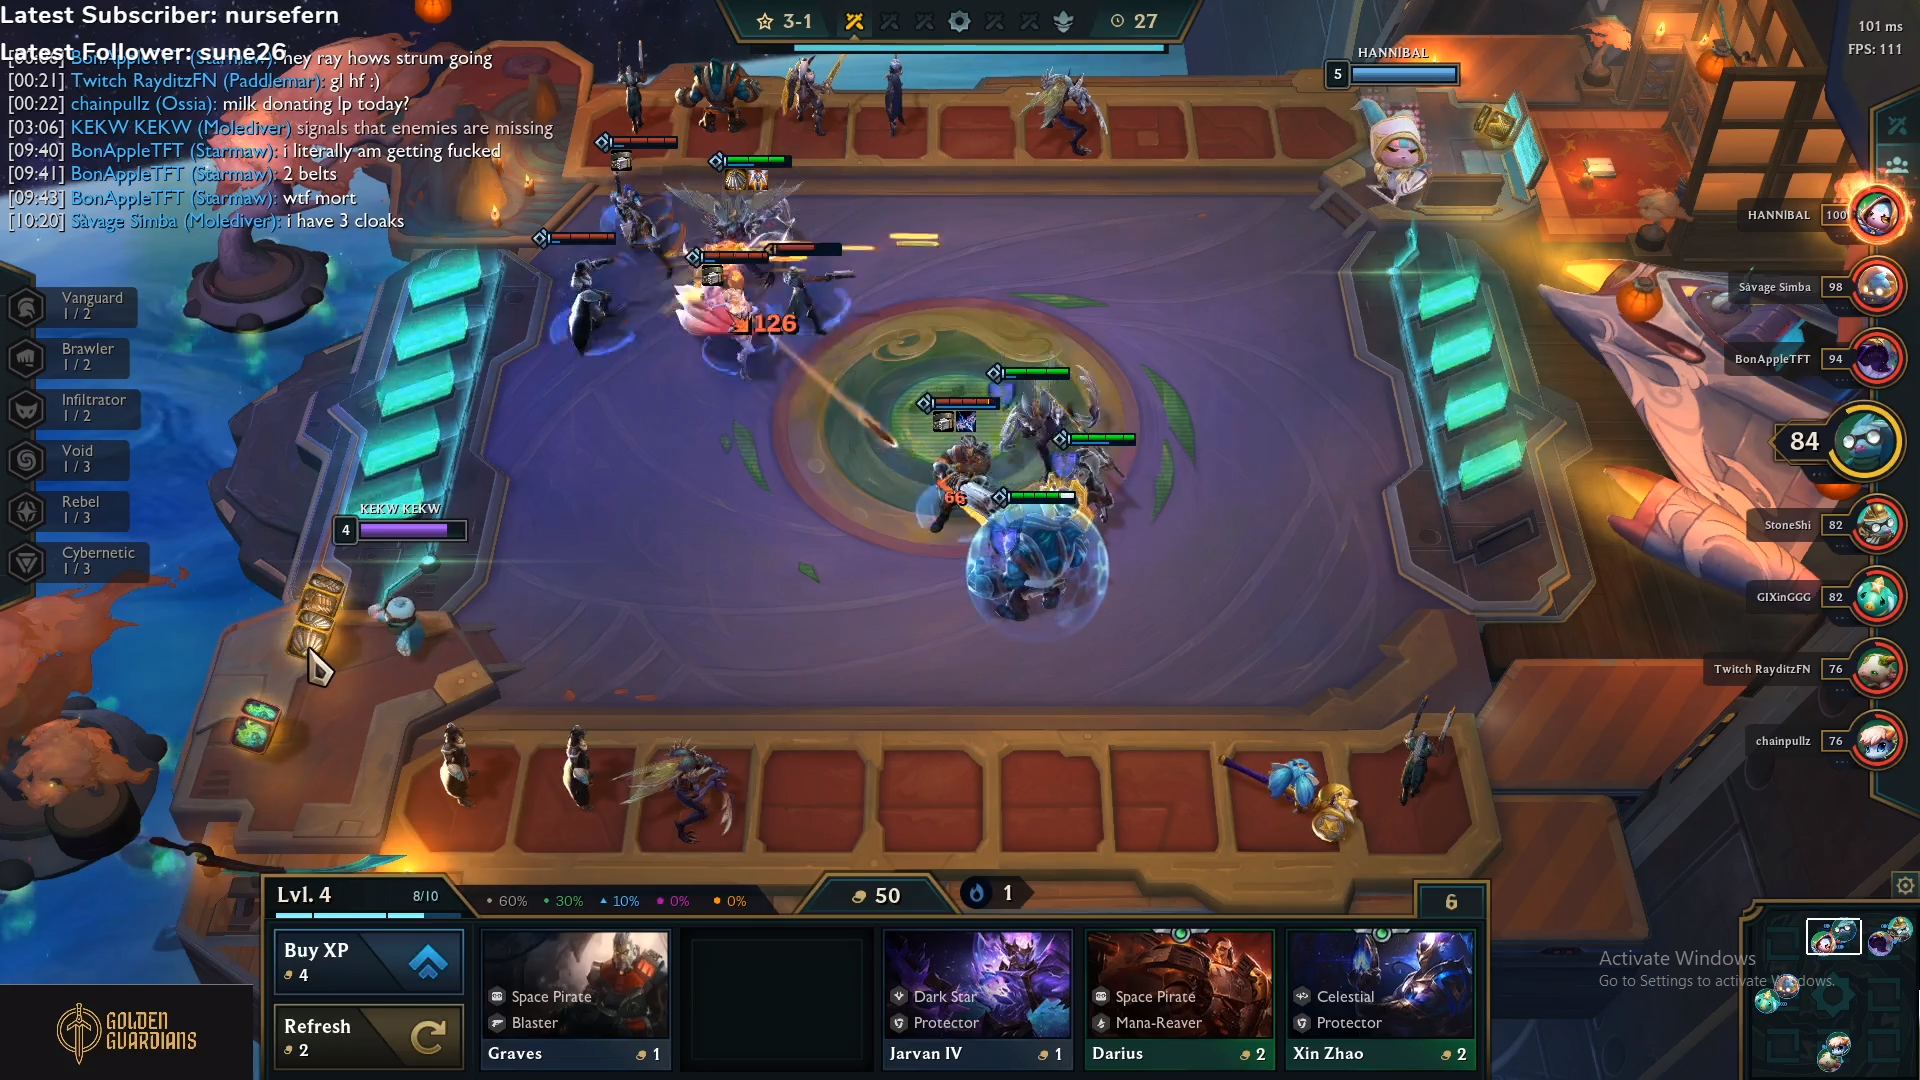 Latest Subscriber: nursefern
Latest Follower: sune26
BonAppleTFT (Starmaw): hey ray hows strum going
[00:21] Twitch RayditzFN (Paddlemar): gl hf :)
[00:22] chainpullz (Ossia): milk donating lp today?
[03:06] KEKW KEKW (Molediver) signals that enemies are missing
[09:40] BonAppleTFT (Starmaw): i literally am getting fucked
[09:41] BonAppleTFT (Starmaw): 2 belts
[09:43] BonAppleTFT (Starmaw): wtf mort
[10:20] Savage Simba (Molediver): i have 3 cloaks
3-1
27
101 ms
FPS: 111
HANNIBAL
5
HANNIBAL 100
Savage Simba 98
BonAppleTFT 94
84
StoneShi 82
GIXinGGG 82
Twitch RayditzFN 76
chainpullz 76
Vanguard
1 / 2
Brawler
1 / 2
Infiltrator
1 / 2
Void
1 / 3
Rebel
1 / 3
Cybernetic
1 / 3
126
66
KEKW KEKW
4
Lvl. 4
8/10
60% 30% 10% 0% 0%
50
1
6
Buy XP
4
Refresh
2
Space Pirate
Blaster
Graves 1
Dark Star
Protector
Jarvan IV 1
Space Pirate
Mana-Reaver
Darius 2
Celestial
Protector
Xin Zhao 2
Activate Windows
Go to Settings to activate Windows.
GOLDEN
GUARDIANS